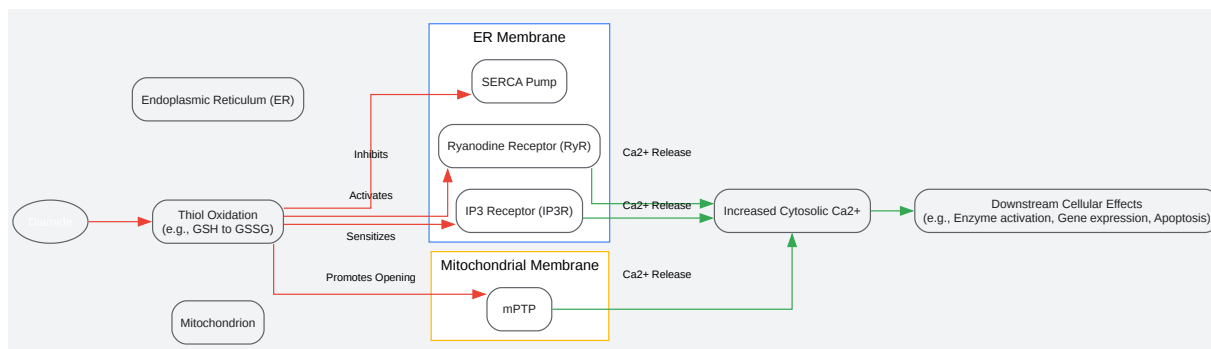 ER Membrane
SERCA Pump
Endoplasmic Reticulum (ER)
Ryanodine Receptor (RyR)
Inhibits
Ca2+ Release
Activates
IP3 Receptor (IP3R)
Ca2+ Release
Diamide
Thiol Oxidation
(e.g., GSH to GSSG)
Increased Cytosolic Ca2+
Downstream Cellular Effects
(e.g., Enzyme activation, Gene expression, Apoptosis)
Sensitizes
Mitochondrial Membrane
Promotes Opening
Ca2+ Release
mPTP
Mitochondrion